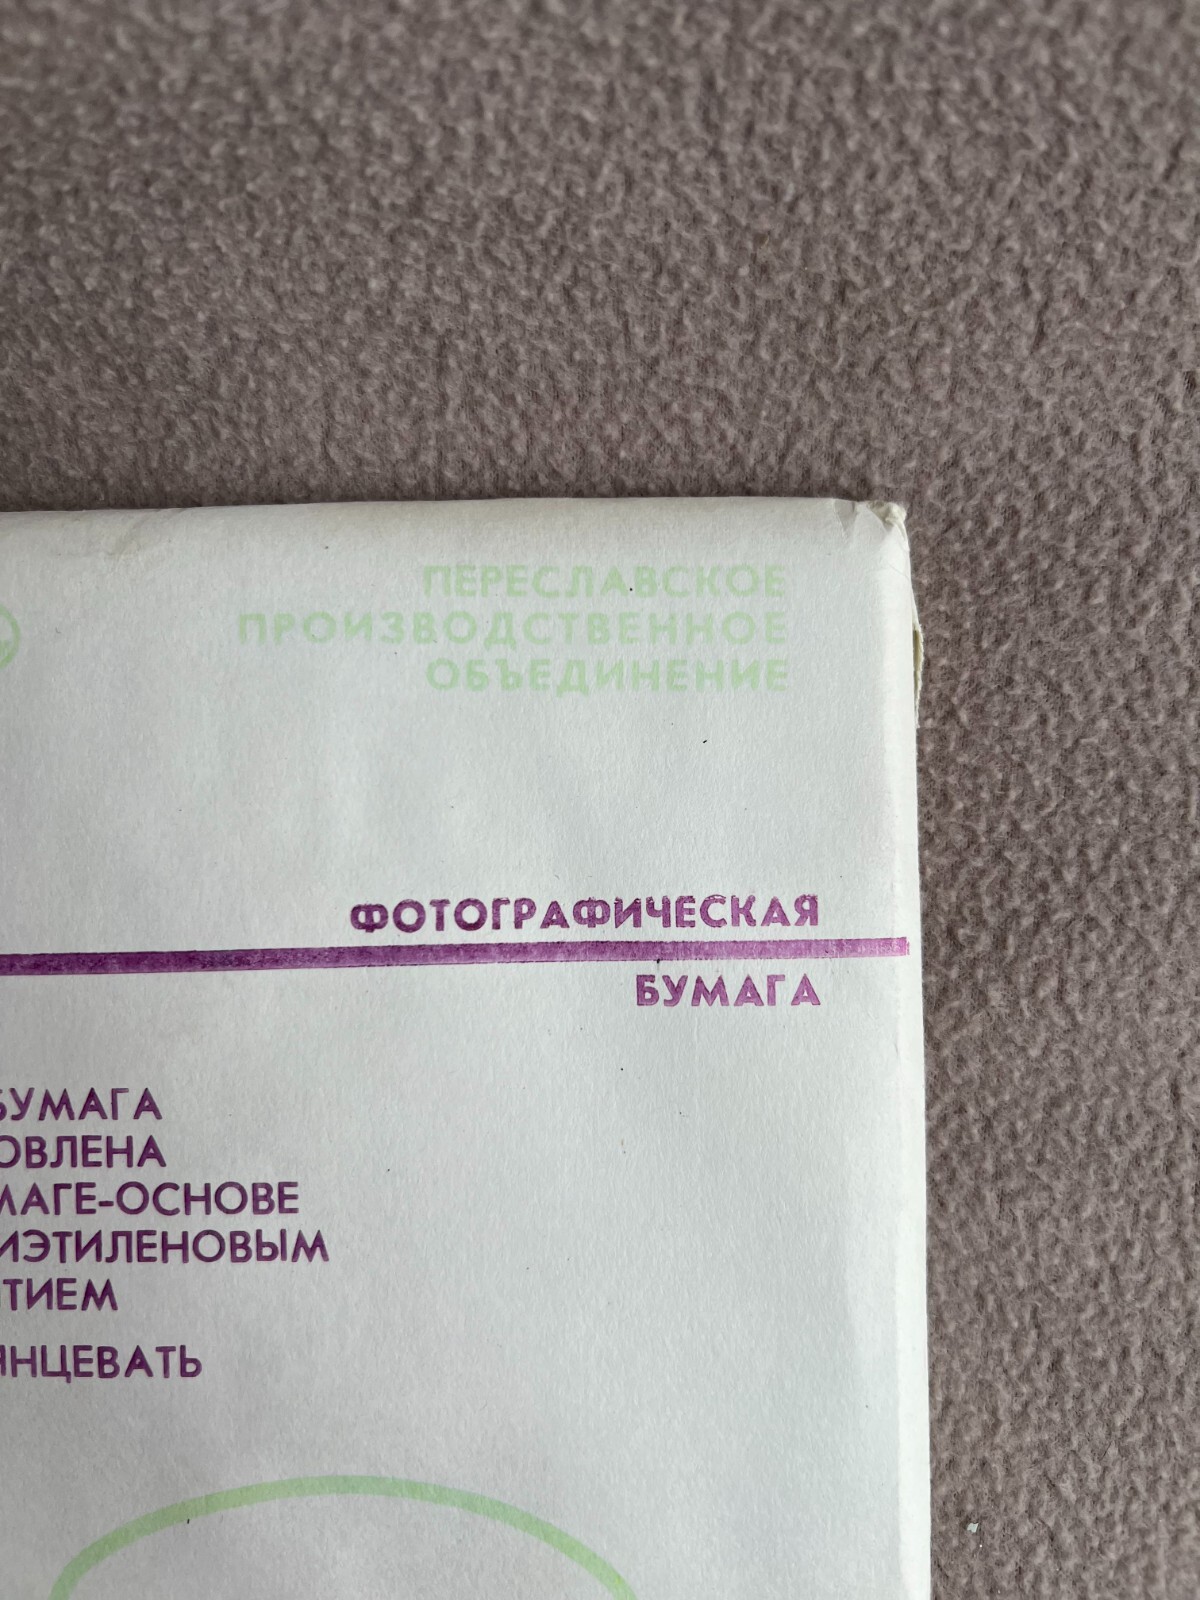 ПЕРЕСЛАВСКОЕ
ПРОИЗВОДСТВЕННОЕ
ОБЪЕДИНЕНИЕ
ФОТОГРАФИЧЕСКАЯ
БУМАГА
БУМАГА
ОВЛЕНА
МАГЕ-ОСНОВЕ
ИЭТИЛЕНОВЫМ
ТИЕМ
ЯНЦЕВАТЬ